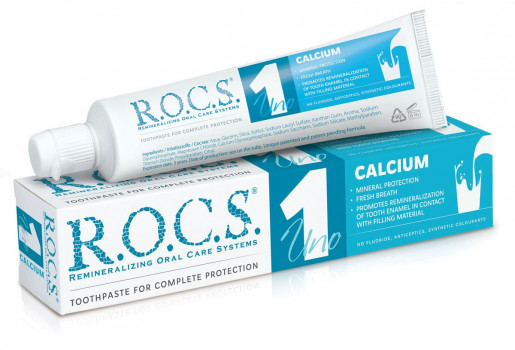 R.O.C.S.®
REMINERALIZING ORAL CARE SYSTEMS
TOOTHPASTE FOR COMPLETE PROTECTION
1
Uno
CALCIUM
MINERAL PROTECTION
FRESH BREATH
PROMOTES REMINERALIZATION
OF TOOTH ENAMEL IN CONTACT
WITH FILLING MATERIAL
NO FLUORIDE, ANTISEPTICS, SYNTHETIC COLOURANTS
R.O.C.S.®
REMINERALIZING ORAL CARE SYSTEMS
TOOTHPASTE FOR COMPLETE PROTECTION
1
Uno
CALCIUM
• MINERAL PROTECTION
• FRESH BREATH
• PROMOTES REMINERALIZATION
OF TOOTH ENAMEL IN CONTACT
WITH FILLING MATERIAL
NO FLUORIDE, ANTISEPTICS, SYNTHETIC COLOURANTS
R.O.C.S.